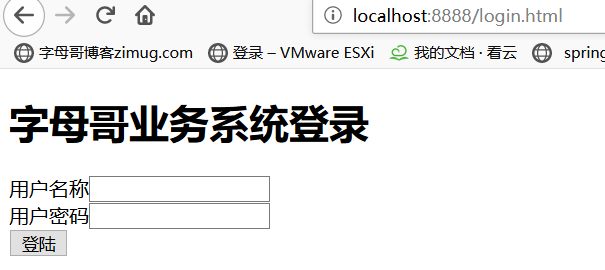 localhost:8888/login.html
字母哥博客zimug.com 登录 – VMware ESXi 我的文档 · 看云 spring
字母哥业务系统登录
用户名称
用户密码
登陆